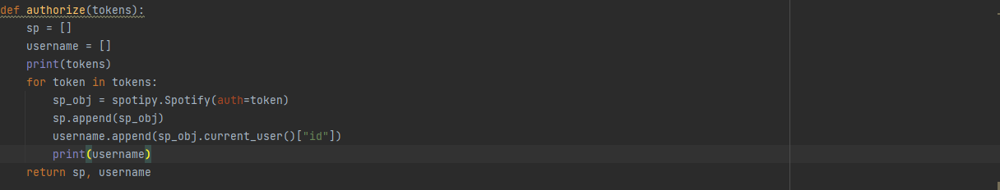 def authorize(tokens):
    sp = []
    username = []
    print(tokens)
    for token in tokens:
        sp_obj = spotipy.Spotify(auth=token)
        sp.append(sp_obj)
        username.append(sp_obj.current_user()["id"])
        print(username)
    return sp, username